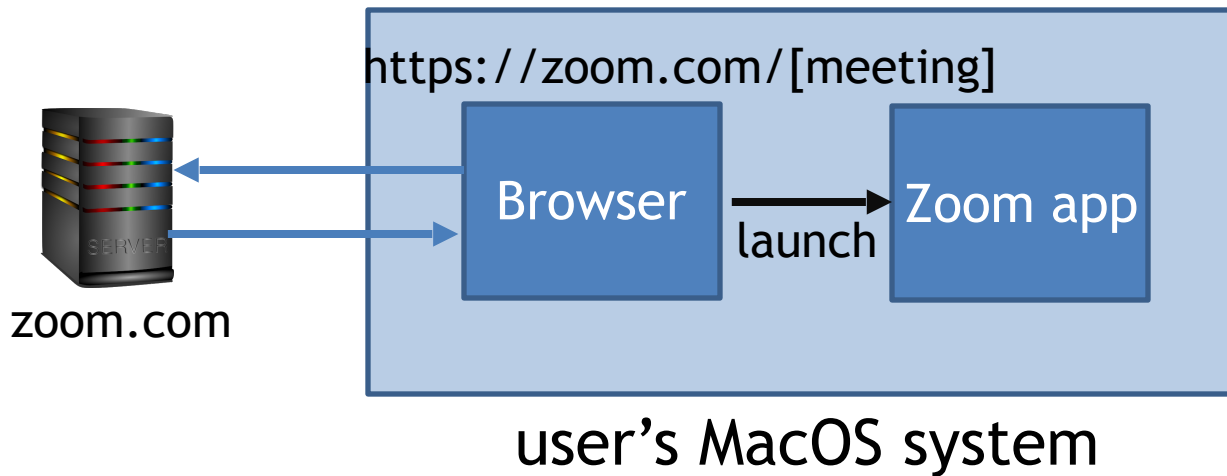 https://zoom.com/[meeting]
Browser
Zoom app
launch
SERVER
zoom.com
user’s MacOS system